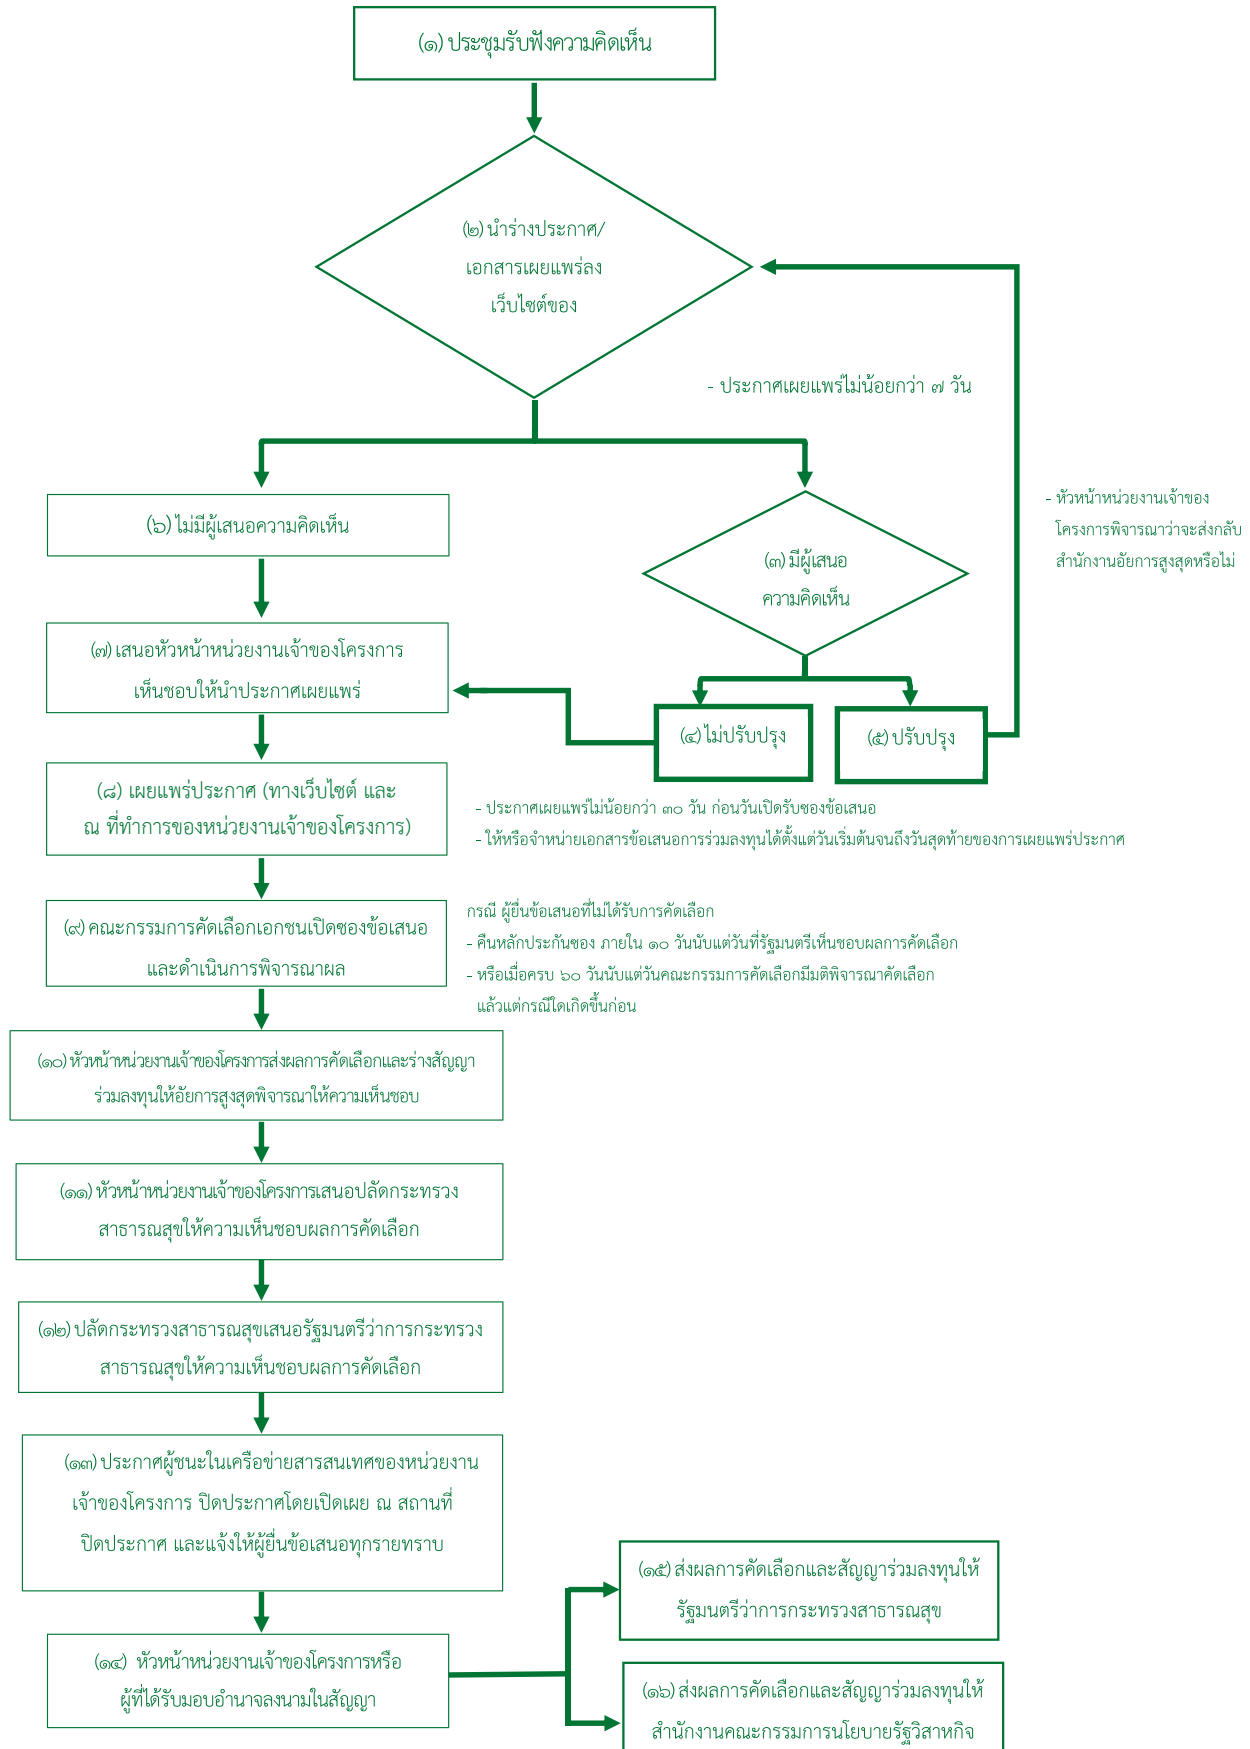 (๑) ประชุมรับฟังความคิดเห็น
(๒) นำร่างประกาศ/
เอกสารเผยแพร่ลง
เว็บไซต์ของ
- ประกาศเผยแพร่ไม่น้อยกว่า ๗ วัน
- หัวหน้าหน่วยงานเจ้าของ
โครงการพิจารณาว่าจะส่งกลับ
สำนักงานอัยการสูงสุดหรือไม่
(๖) ไม่มีผู้เสนอความคิดเห็น
(๓) มีผู้เสนอ
ความคิดเห็น
(๗) เสนอหัวหน้าหน่วยงานเจ้าของโครงการ
เห็นชอบให้นำประกาศเผยแพร่
(๔) ไม่ปรับปรุง
(๕) ปรับปรุง
(๘) เผยแพร่ประกาศ (ทางเว็บไซต์ และ
ณ ที่ทำการของหน่วยงานเจ้าของโครงการ)
- ประกาศเผยแพร่ไม่น้อยกว่า ๓๐ วัน ก่อนวันเปิดรับซองข้อเสนอ
- ให้หรือจำหน่ายเอกสารข้อเสนอการร่วมลงทุนได้ตั้งแต่วันเริ่มต้นจนถึงวันสุดท้ายของการเผยแพร่ประกาศ
(๙) คณะกรรมการคัดเลือกเอกชนเปิดซองข้อเสนอ
และดำเนินการพิจารณาผล
กรณี ผู้ยื่นข้อเสนอที่ไม่ได้รับการคัดเลือก
- คืนหลักประกันซอง ภายใน ๑๐ วันนับแต่วันที่รัฐมนตรีเห็นชอบผลการคัดเลือก
- หรือเมื่อครบ ๖๐ วันนับแต่วันคณะกรรมการคัดเลือกมีมติพิจารณาคัดเลือก
แล้วแต่กรณีใดเกิดขึ้นก่อน
(๑๐) หัวหน้าหน่วยงานเจ้าของโครงการส่งผลการคัดเลือกและร่างสัญญา
ร่วมลงทุนให้อัยการสูงสุดพิจารณาให้ความเห็นชอบ
(๑๑) หัวหน้าหน่วยงานเจ้าของโครงการเสนอปลัดกระทรวง
สาธารณสุขให้ความเห็นชอบผลการคัดเลือก
(๑๒) ปลัดกระทรวงสาธารณสุขเสนอรัฐมนตรีว่าการกระทรวง
สาธารณสุขให้ความเห็นชอบผลการคัดเลือก
(๑๓) ประกาศผู้ชนะในเครือข่ายสารสนเทศของหน่วยงาน
เจ้าของโครงการ ปิดประกาศโดยเปิดเผย ณ สถานที่
ปิดประกาศ และแจ้งให้ผู้ยื่นข้อเสนอทุกรายทราบ
(๑๔) หัวหน้าหน่วยงานเจ้าของโครงการหรือ
ผู้ที่ได้รับมอบอำนาจลงนามในสัญญา
(๑๕) ส่งผลการคัดเลือกและสัญญาร่วมลงทุนให้
รัฐมนตรีว่าการกระทรวงสาธารณสุข
(๑๖) ส่งผลการคัดเลือกและสัญญาร่วมลงทุนให้
สำนักงานคณะกรรมการนโยบายรัฐวิสาหกิจ